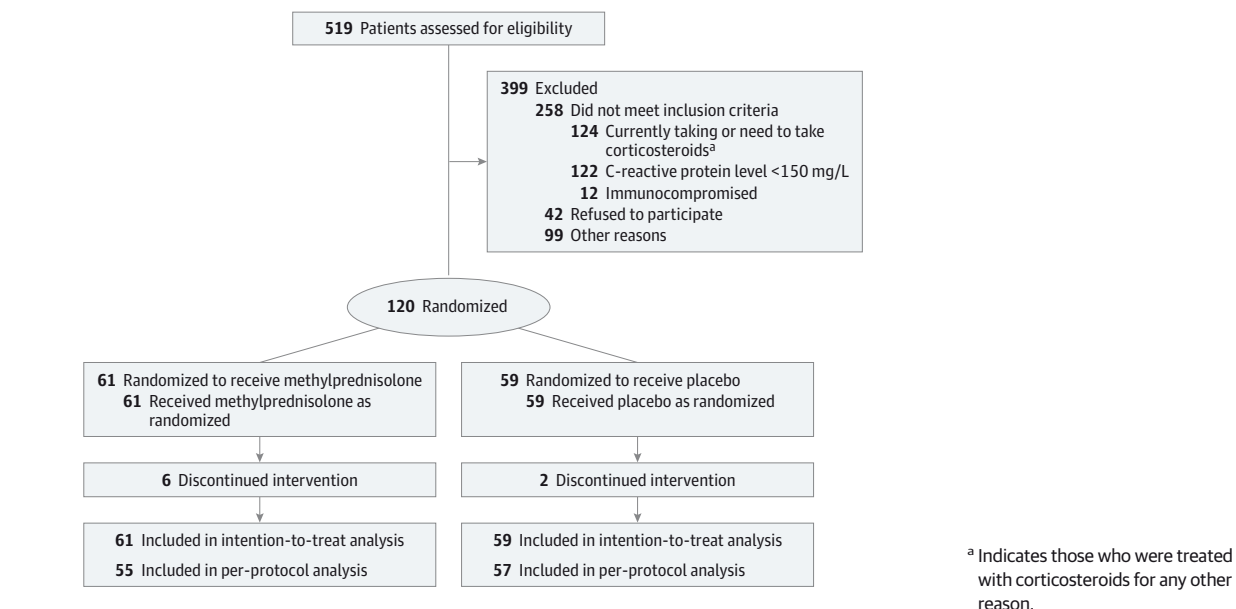 519 Patients assessed for eligibility
399 Excluded
258 Did not meet inclusion criteria
124 Currently taking or need to take
corticosteroidsa
122 C-reactive protein level <150 mg/L
12 Immunocompromised
42 Refused to participate
99 Other reasons
120 Randomized
61 Randomized to receive methylprednisolone
61 Received methylprednisolone as
randomized
59 Randomized to receive placebo
59 Received placebo as randomized
6 Discontinued intervention
2 Discontinued intervention
61 Included in intention-to-treat analysis
55 Included in per-protocol analysis
59 Included in intention-to-treat analysis
57 Included in per-protocol analysis
a Indicates those who were treated
with corticosteroids for any other
reason.